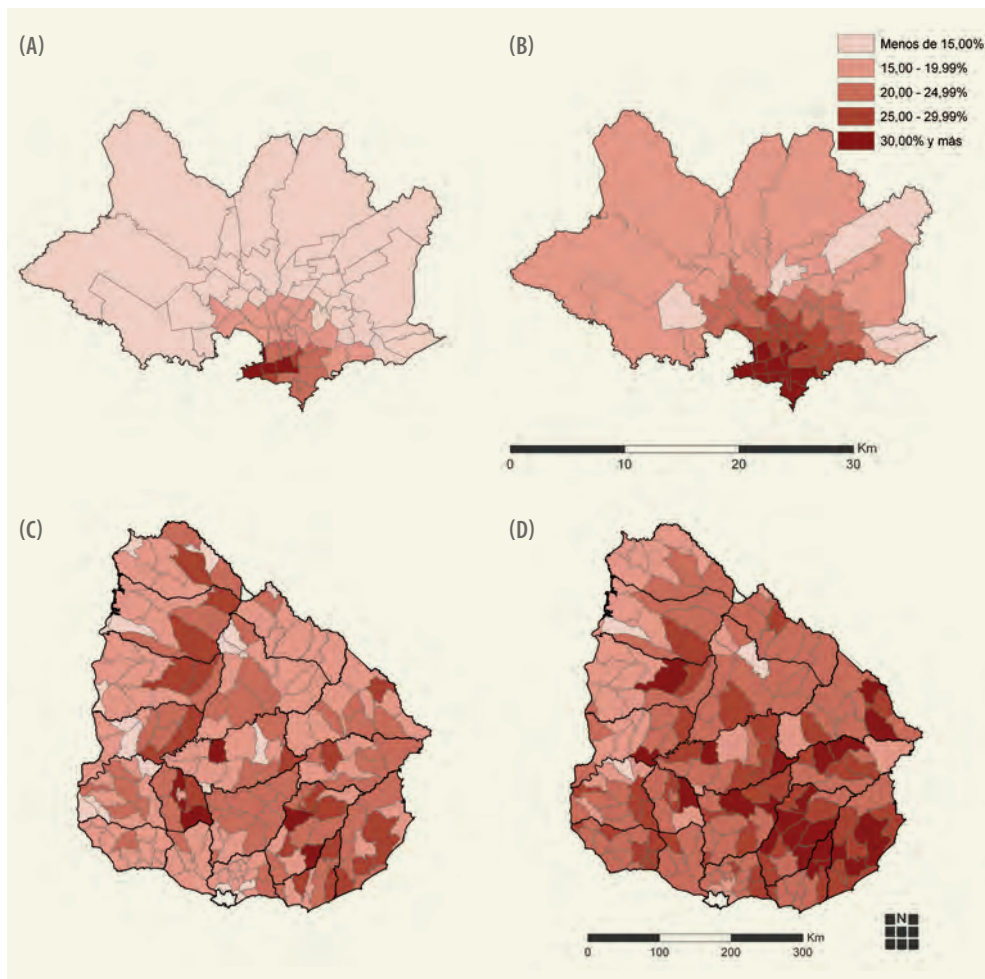 (A)
(B)
Menos de 15,00%
15,00 - 19,99%
20,00 - 24,99%
25,00 - 29,99%
30,00% y más
Km
0 10 20 30
(C)
(D)
N
Km
0 100 200 300